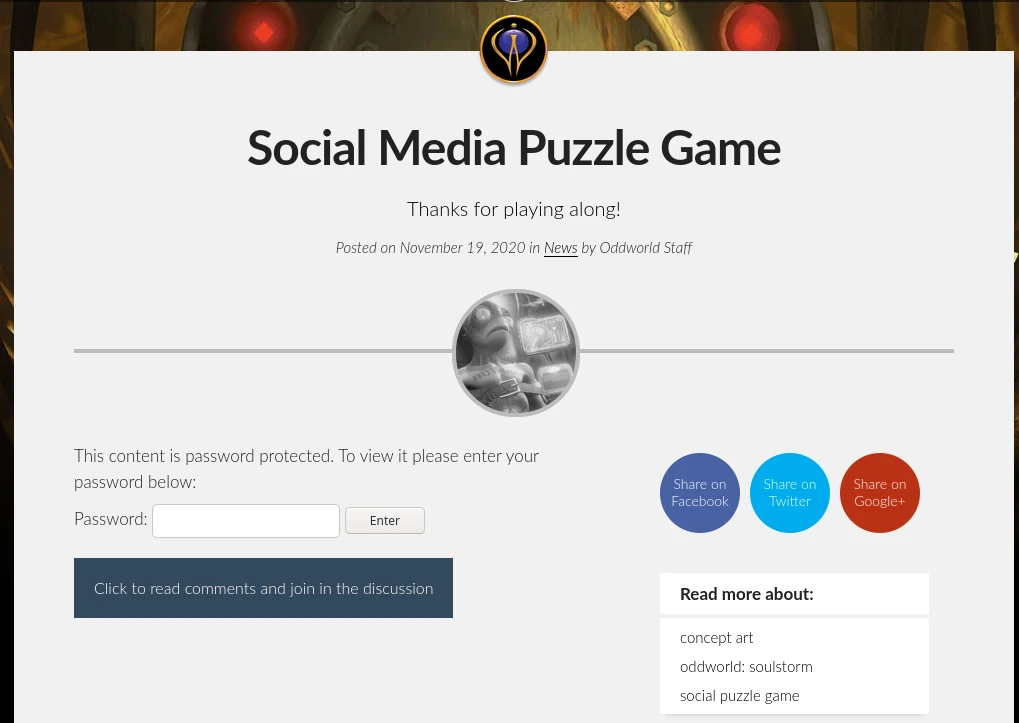 Social Media Puzzle Game
Thanks for playing along!
Posted on November 19, 2020 in News by Oddworld Staff
This content is password protected. To view it please enter your
password below:
Password:
Enter
Click to read comments and join in the discussion
Share on
Facebook
Share on
Twitter
Share on
Google+
Read more about:
concept art
oddworld: soulstorm
social puzzle game